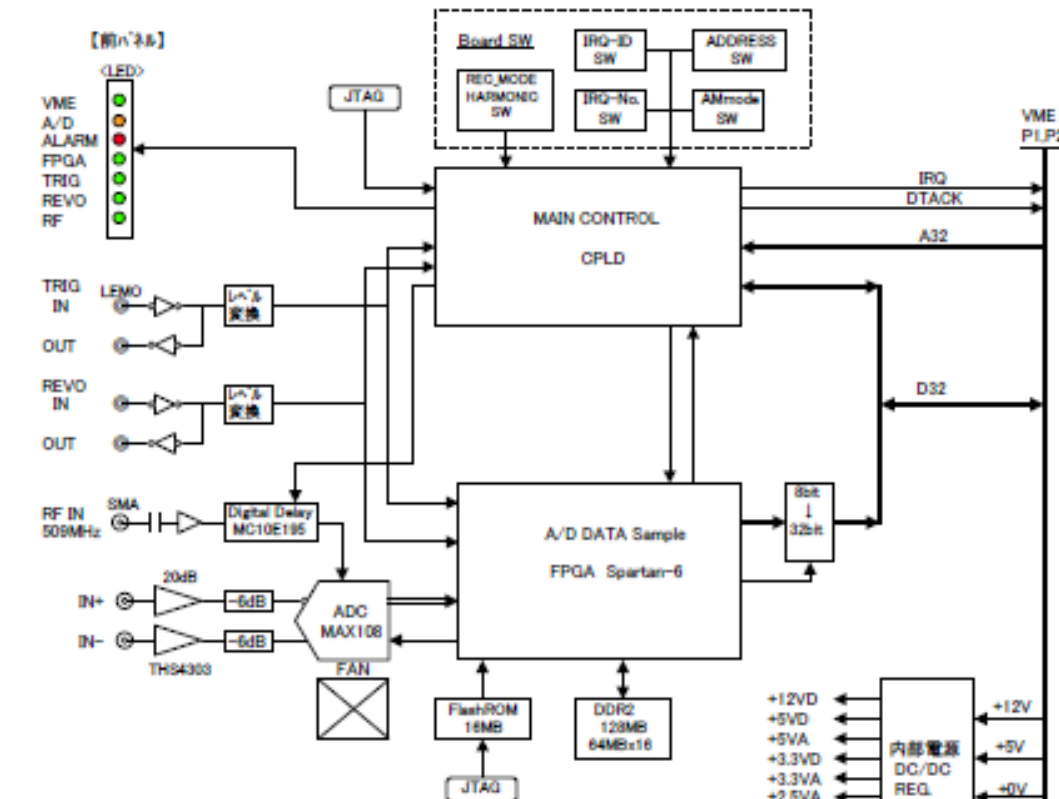 【前パネル】
<LED>
VME
A/D
ALARM
FPGA
TRIG
REVO
RF
JTAG
Board SW
REC_MODE
HARMONIC
SW
IRQ-ID
SW
ADDRESS
SW
IRQ-No.
SW
AMmode
SW
VME
MAIN CONTROL
CPLD
IRQ
DTACK
A32
D32
TRIG
IN
LEMO
レベル
変換
OUT
REVO
IN
レベル
変換
OUT
RF IN
509MHz
SMA
Digital Delay
MC10E195
A/D DATA Sample
FPGA Spartan-6
8bit
↓
32bit
20dB
IN+
-6dB
IN-
-6dB
THS4303
ADC
MAX108
FAN
FlashROM
16MB
JTAG
DDR2
128MB
64MBx16
+12VD
+5VD
+5VA
+3.3VD
+3.3VA
+2.5VA
内部電源
DC/DC
REG.
+12V
+5V
+0V